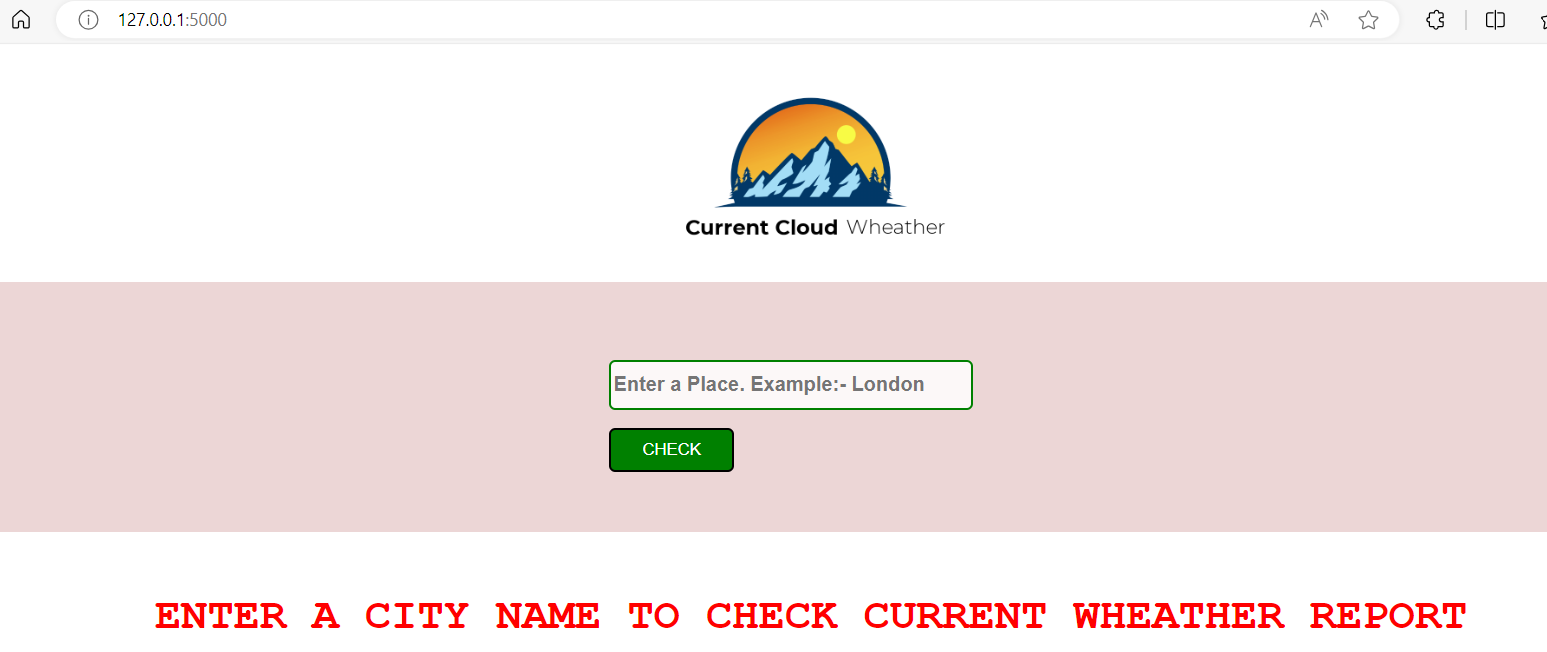 127.0.0.1:5000
Current Cloud Wheather
Enter a Place. Example:- London
CHECK
ENTER A CITY NAME TO CHECK CURRENT WHEATHER REPORT